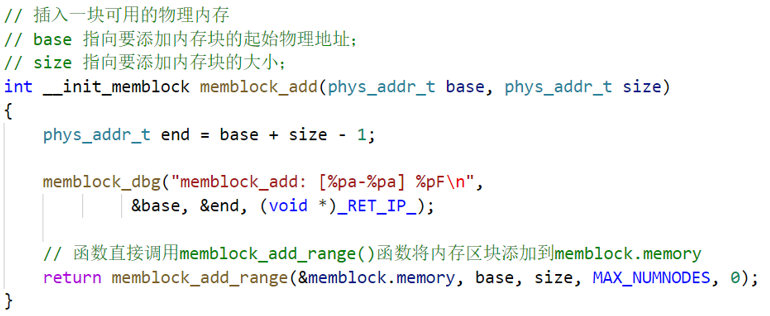 // 插入一块可用的物理内存
// base 指向要添加内存块的起始物理地址;
// size 指向要添加内存块的大小;
int __init_memblock memblock_add(phys_addr_t base, phys_addr_t size)
{
    phys_addr_t end = base + size - 1;
    memblock_dbg("memblock_add: [%pa-%pa] %pF\n",
             &base, &end, (void *)_RET_IP_);
    // 函数直接调用memblock_add_range()函数将内存区块添加到memblock.memory
    return memblock_add_range(&memblock.memory, base, size, MAX_NUMNODES, 0);
}